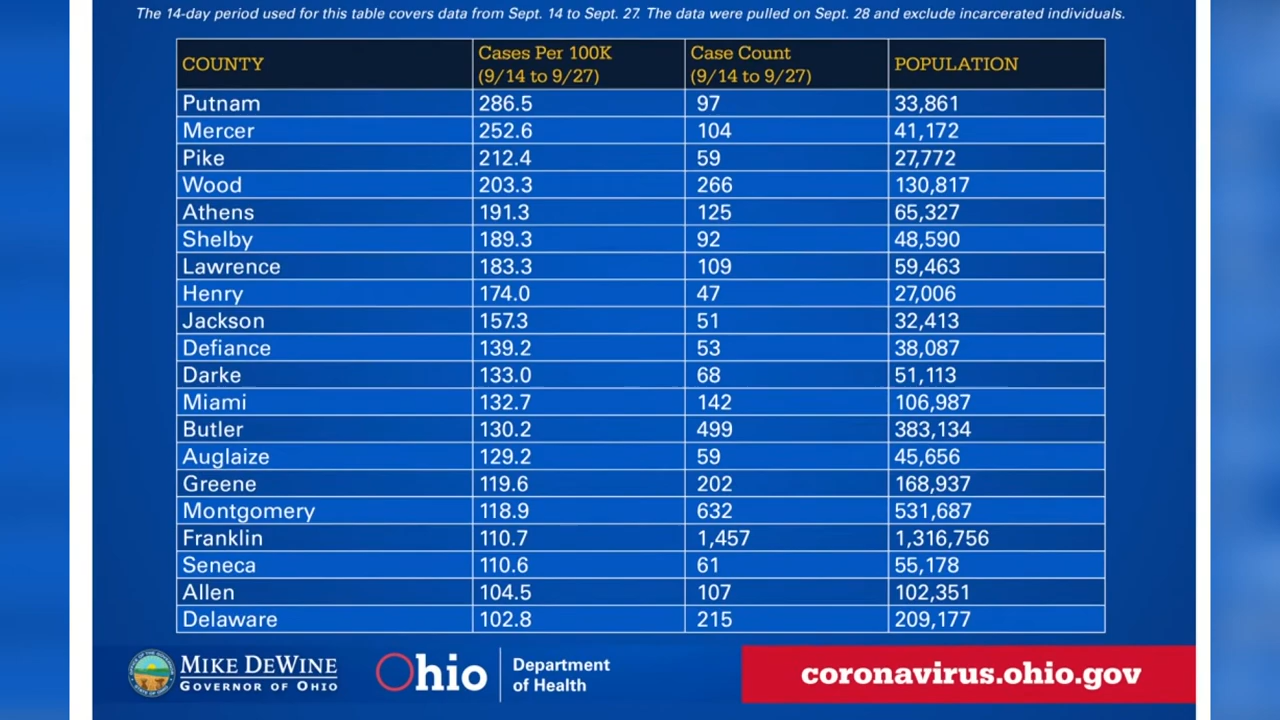 The 14-day period used for this table covers data from Sept. 14 to Sept. 27. The data were pulled on Sept. 28 and exclude incarcerated individuals.
COUNTY Cases Per 100K (9/14 to 9/27) Case Count (9/14 to 9/27) POPULATION
Putnam 286.5 97 33,861
Mercer 252.6 104 41,172
Pike 212.4 59 27,772
Wood 203.3 266 130,817
Athens 191.3 125 65,327
Shelby 189.3 92 48,590
Lawrence 183.3 109 59,463
Henry 174.0 47 27,006
Jackson 157.3 51 32,413
Defiance 139.2 53 38,087
Darke 133.0 68 51,113
Miami 132.7 142 106,987
Butler 130.2 499 383,134
Auglaize 129.2 59 45,656
Greene 119.6 202 168,937
Montgomery 118.9 632 531,687
Franklin 110.7 1,457 1,316,756
Seneca 110.6 61 55,178
Allen 104.5 107 102,351
Delaware 102.8 215 209,177
MIKE DEWINE
GOVERNOR OF OHIO
Ohio
Department
of Health
coronavirus.ohio.gov